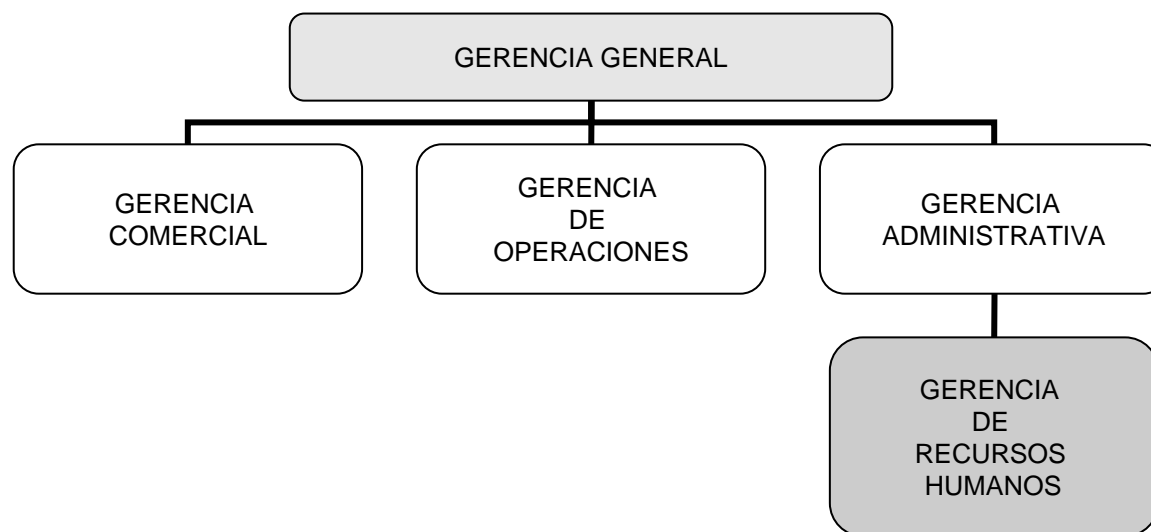 GERENCIA GENERAL
GERENCIA
COMERCIAL
GERENCIA
DE
OPERACIONES
GERENCIA
ADMINISTRATIVA
GERENCIA
DE
RECURSOS
HUMANOS